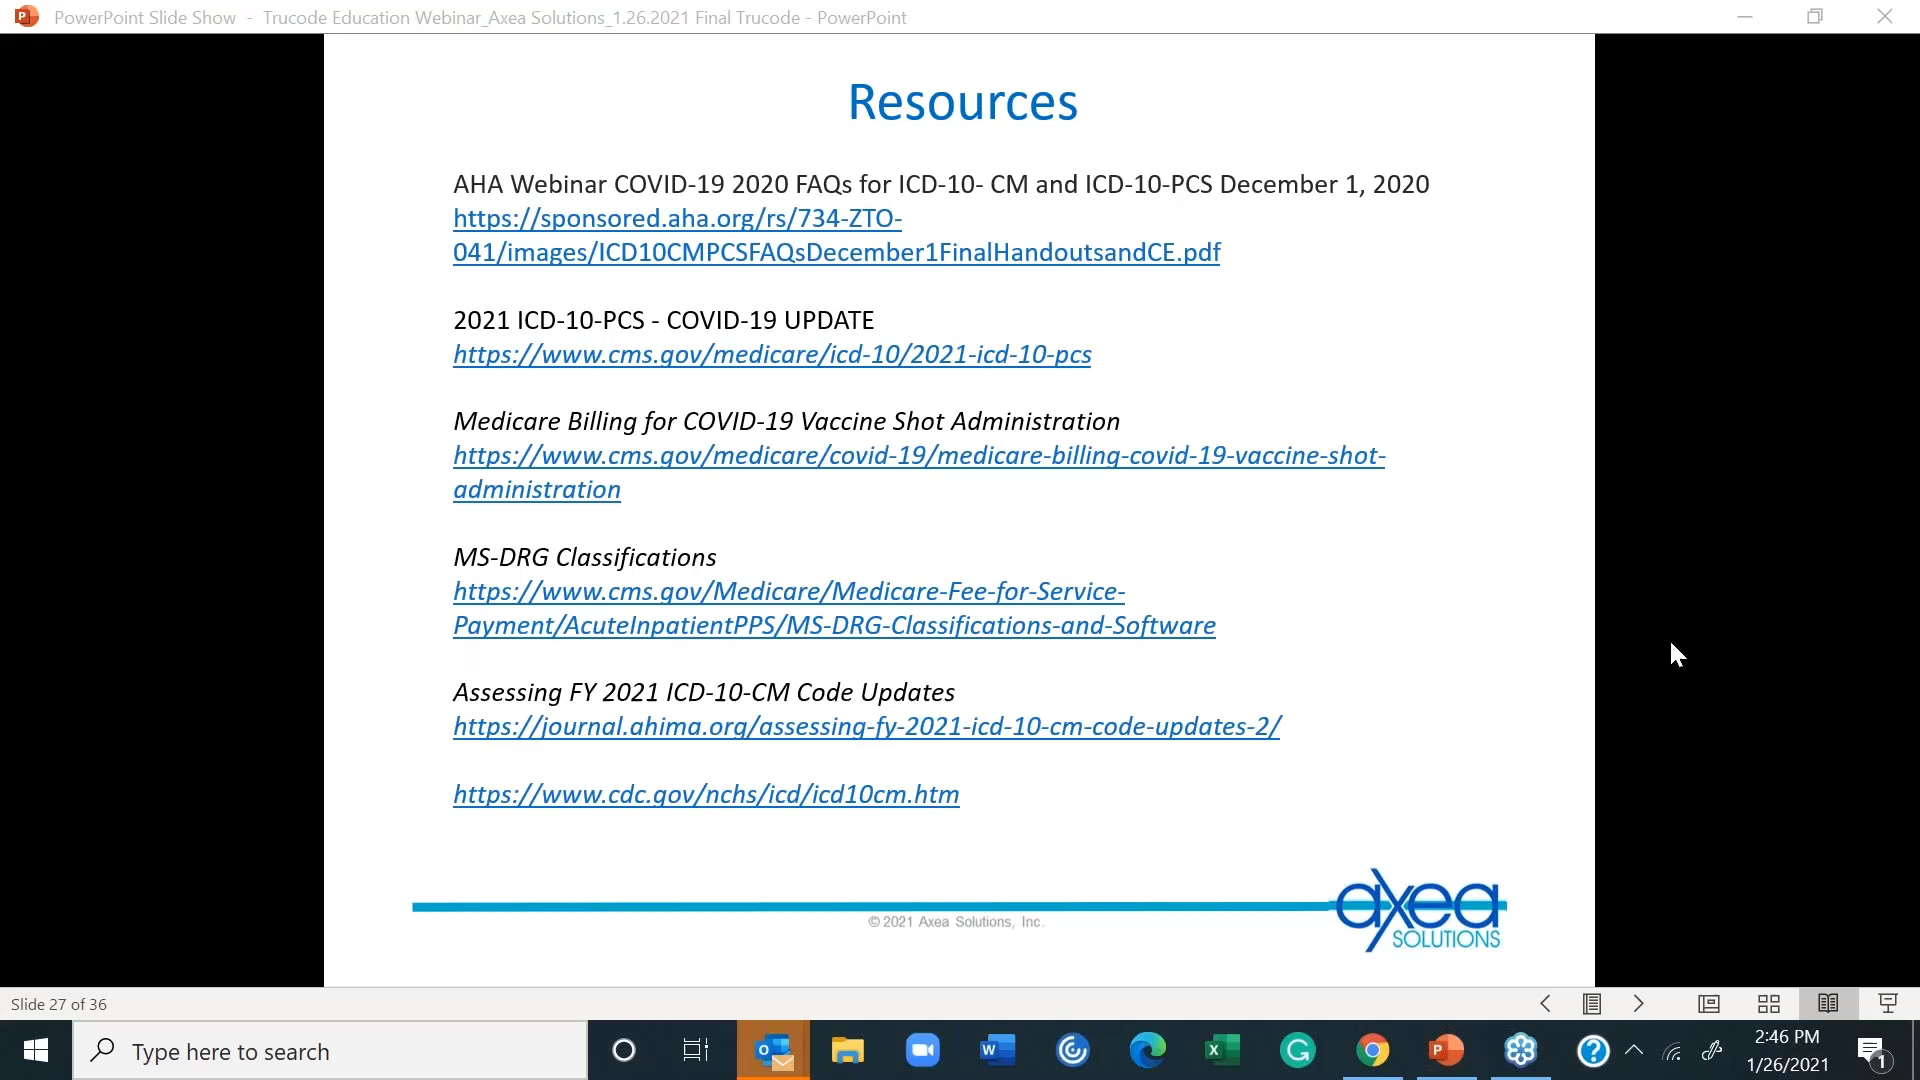 PowerPoint Slide Show - Trucode Education Webinar_Axea Solutions_1.26.2021 Final Trucode - PowerPoint
Resources
AHA Webinar COVID-19 2020 FAQs for ICD-10- CM and ICD-10-PCS December 1, 2020
https://sponsored.aha.org/rs/734-ZTO-
041/images/ICD10CMPCSFAQsDecember1FinalHandoutsandCE.pdf
2021 ICD-10-PCS - COVID-19 UPDATE
https://www.cms.gov/medicare/icd-10/2021-icd-10-pcs
Medicare Billing for COVID-19 Vaccine Shot Administration
https://www.cms.gov/medicare/covid-19/medicare-billing-covid-19-vaccine-shot-
administration
MS-DRG Classifications
https://www.cms.gov/Medicare/Medicare-Fee-for-Service-
Payment/AcuteInpatientPPS/MS-DRG-Classifications-and-Software
Assessing FY 2021 ICD-10-CM Code Updates
https://journal.ahima.org/assessing-fy-2021-icd-10-cm-code-updates-2/
https://www.cdc.gov/nchs/icd/icd10cm.htm
axea
SOLUTIONS
© 2021 Axea Solutions, Inc.
Slide 27 of 36
Type here to search
2:46 PM
1/26/2021
1